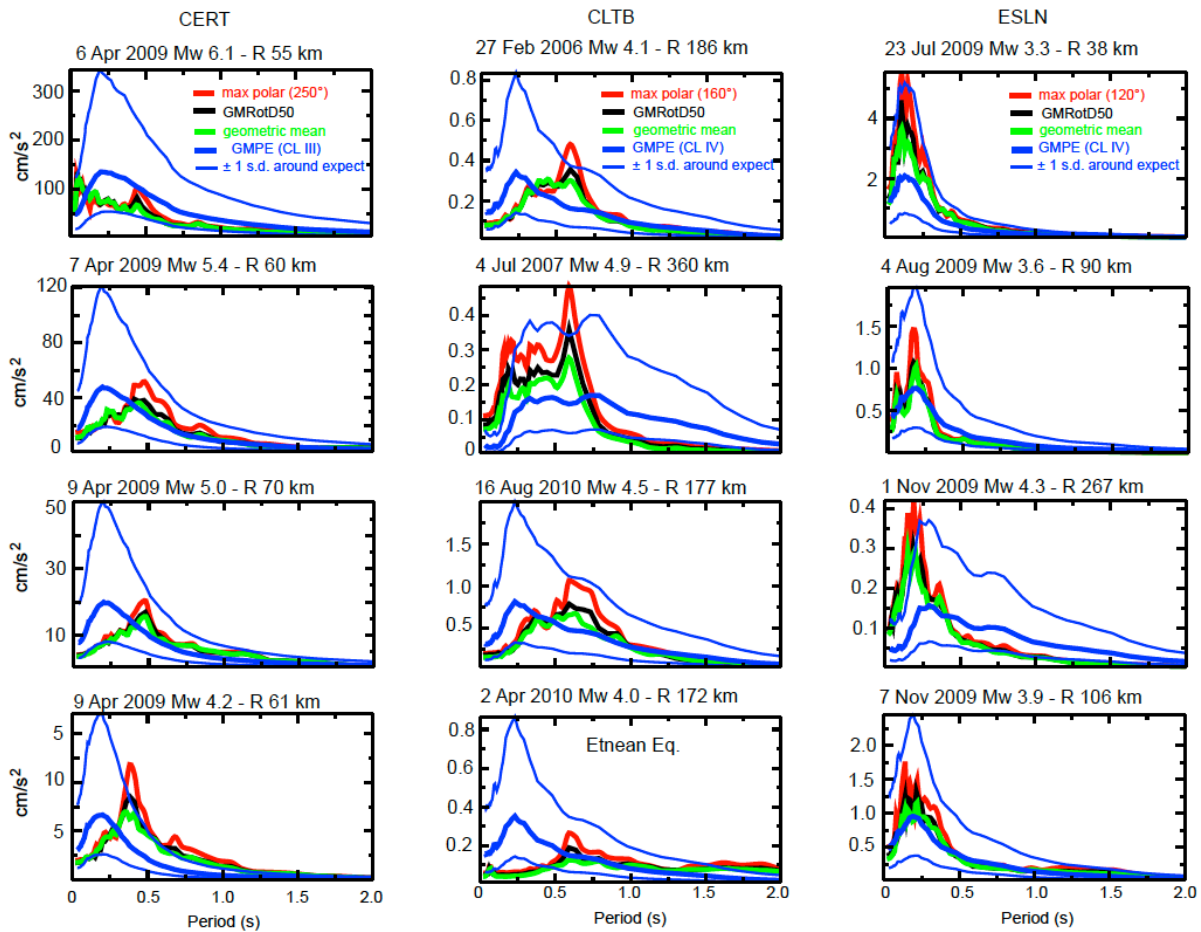 CERT CLTB ESLN
6 Apr 2009 Mw 6.1 - R 55 km 27 Feb 2006 Mw 4.1 - R 186 km 23 Jul 2009 Mw 3.3 - R 38 km
cm/s²
300
200
100
max polar (250°)
GMRotD50
geometric mean
GMPE (CL III)
± 1 s.d. around expect
0.8
0.6
0.4
0.2
max polar (160°)
GMRotD50
geometric mean
GMPE (CL IV)
± 1 s.d. around expect
4
2
max polar (120°)
GMRotD50
geometric mean
GMPE (CL IV)
± 1 s.d. around expect
7 Apr 2009 Mw 5.4 - R 60 km 4 Jul 2007 Mw 4.9 - R 360 km 4 Aug 2009 Mw 3.6 - R 90 km
cm/s²
120
80
40
0
0.4
0.3
0.2
0.1
0
1.5
1.0
0.5
9 Apr 2009 Mw 5.0 - R 70 km 16 Aug 2010 Mw 4.5 - R 177 km 1 Nov 2009 Mw 4.3 - R 267 km
cm/s²
50
20
10
1.5
1.0
0.5
0.4
0.3
0.2
0.1
9 Apr 2009 Mw 4.2 - R 61 km 2 Apr 2010 Mw 4.0 - R 172 km 7 Nov 2009 Mw 3.9 - R 106 km
cm/s²
5
10
5
Etnean Eq.
0.8
0.6
0.4
0.2
2.0
1.5
1.0
0.5
0 0.5 1.0 1.5 2.0 0 0.5 1.0 1.5 2.0 0 0.5 1.0 1.5 2.0
Period (s) Period (s) Period (s)